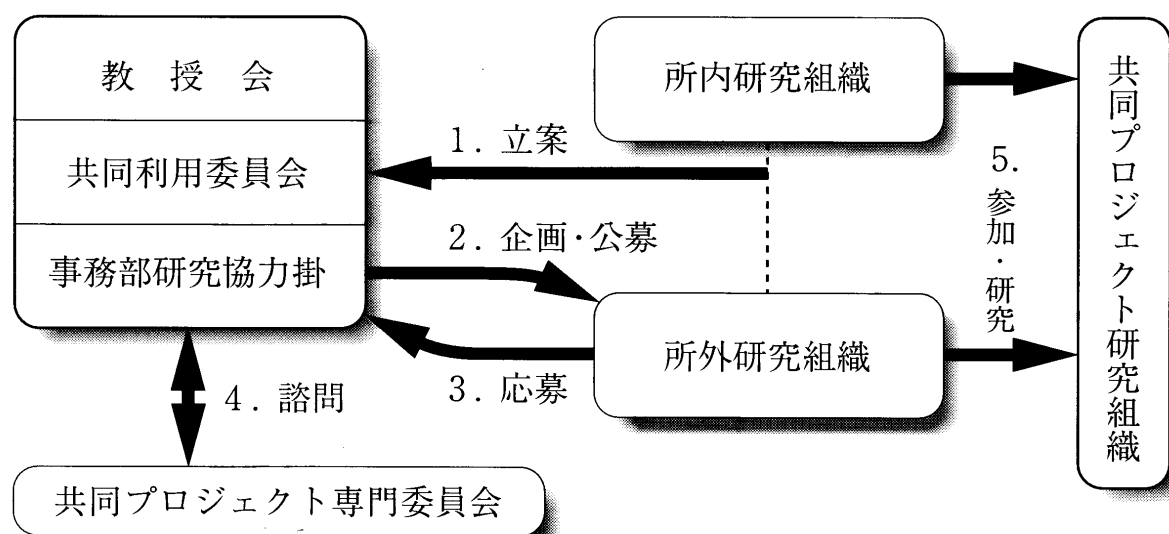 教授会
共同利用委員会
事務部研究協力掛
1. 立案
2. 企画・公募
3. 応募
4. 諮問
共同プロジェクト専門委員会
所内研究組織
所外研究組織
5. 参加・研究
共同プロジェクト研究組織